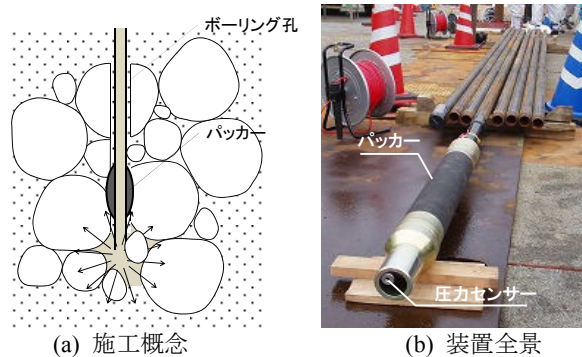 ボーリング孔
パッカー
パッカー
圧力センサー
(a) 施工概念
(b) 装置全景